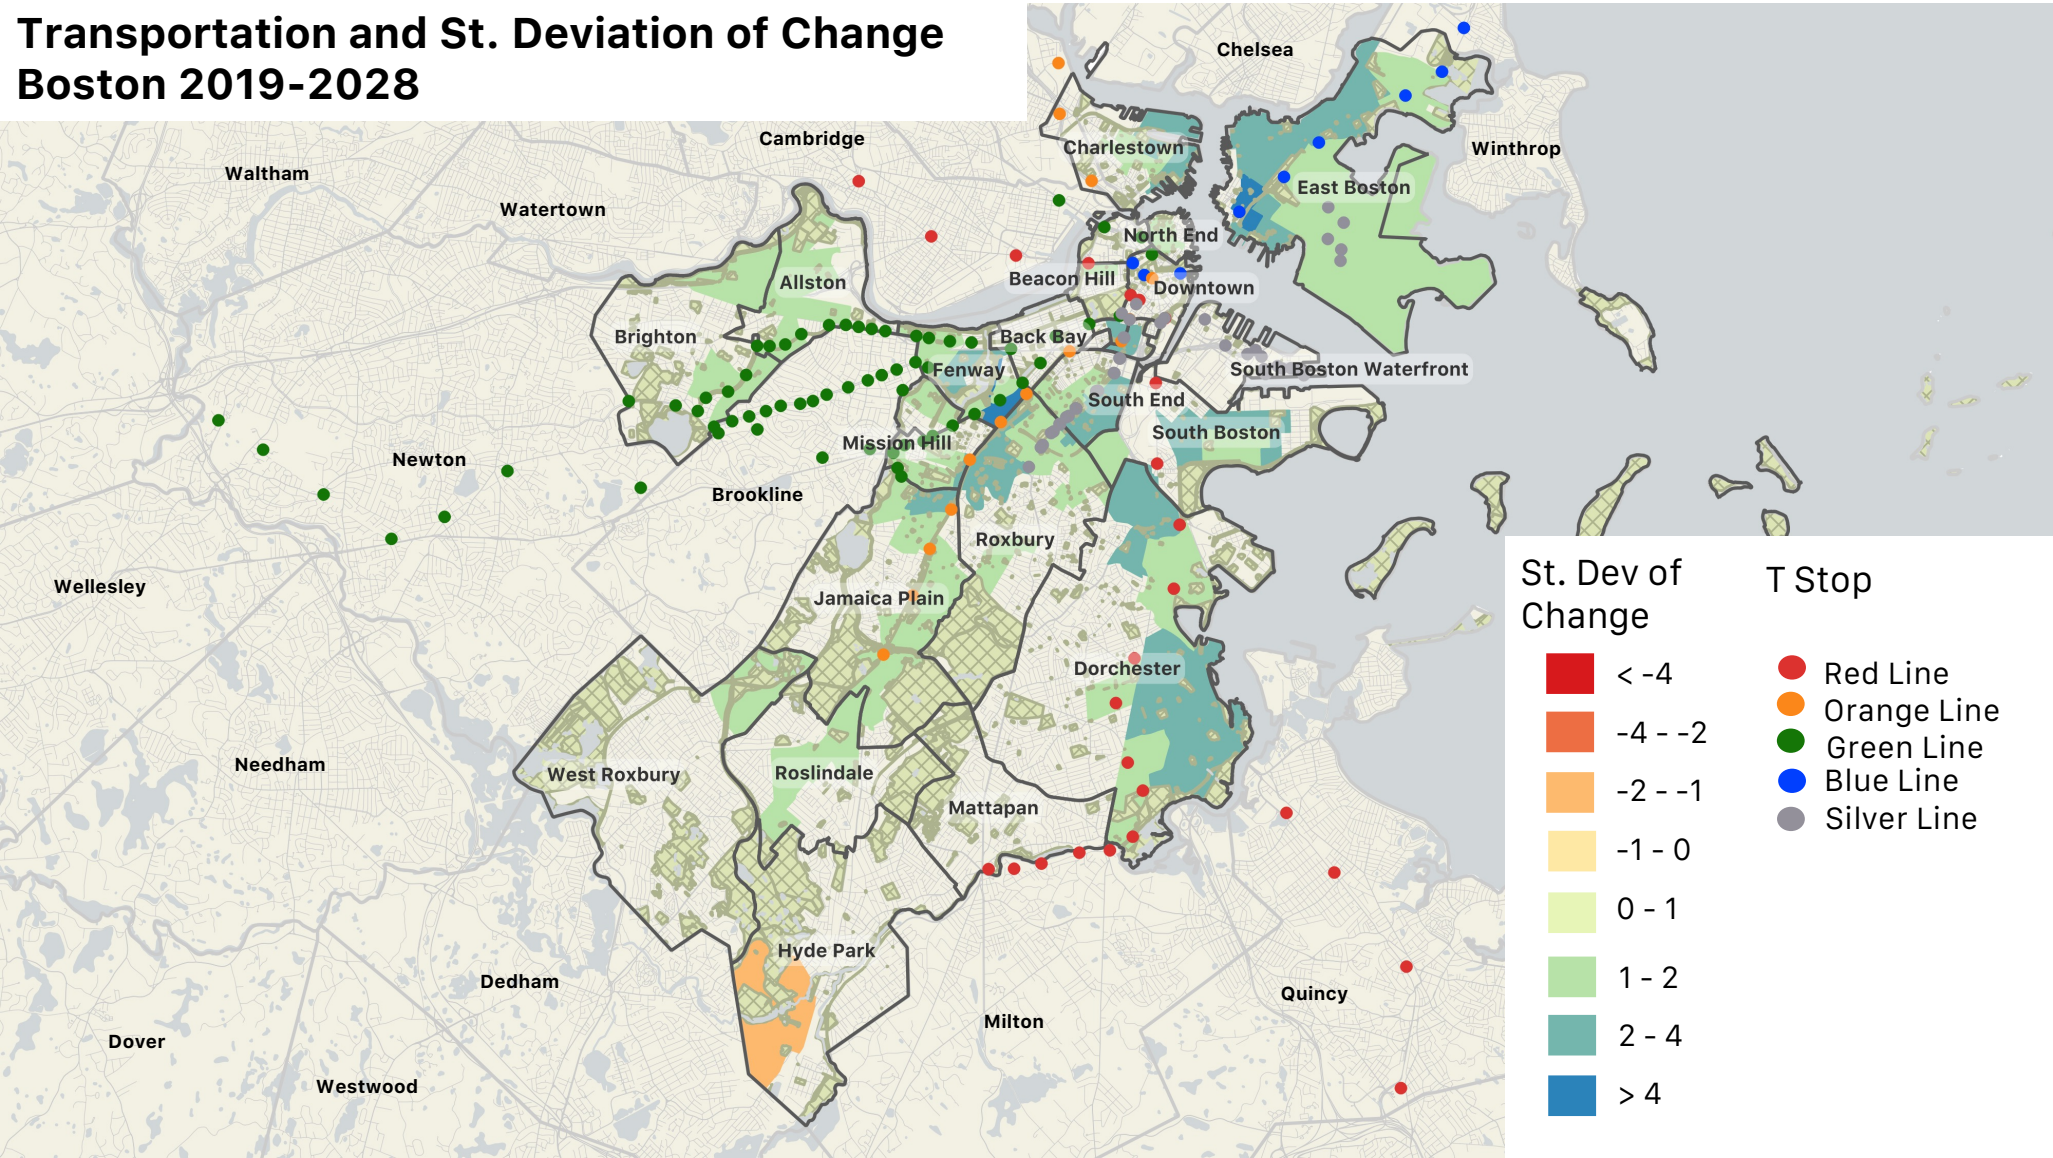 Transportation and St. Deviation of Change
Boston 2019-2028
Chelsea
Cambridge
Charlestown
Winthrop
Waltham
East Boston
Watertown
North End
Beacon Hill
Allston
Downtown
Brighton
Back Bay
Fenway
South Boston Waterfront
South End
South Boston
Mission Hill
Newton
Brookline
Roxbury
Wellesley
Jamaica Plain
Dorchester
Needham
West Roxbury
Roslindale
Mattapan
Hyde Park
Dedham
Quincy
Milton
Dover
Westwood
St. Dev of
Change
< -4
-4 - -2
-2 - -1
-1 - 0
0 - 1
1 - 2
2 - 4
> 4
T Stop
Red Line
Orange Line
Green Line
Blue Line
Silver Line